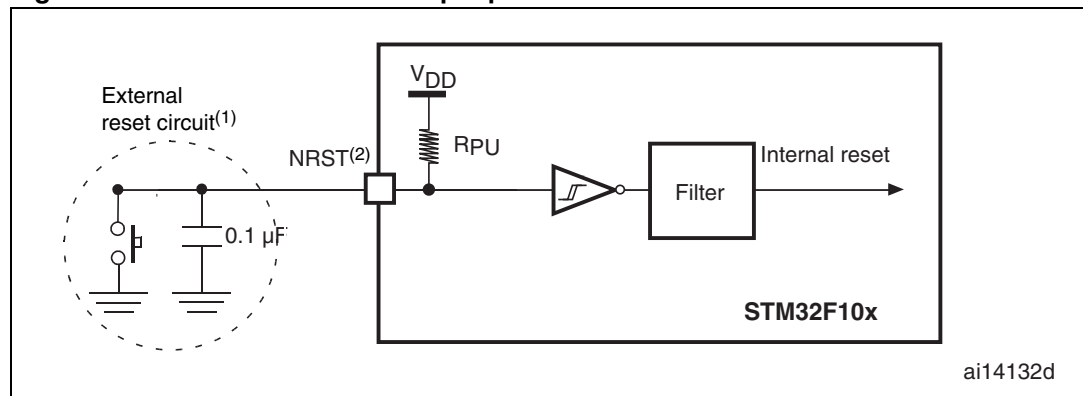 External
reset circuit(1)
VDD
RPU
NRST(2)
0.1 µF
Filter
Internal reset
STM32F10x
ai14132d